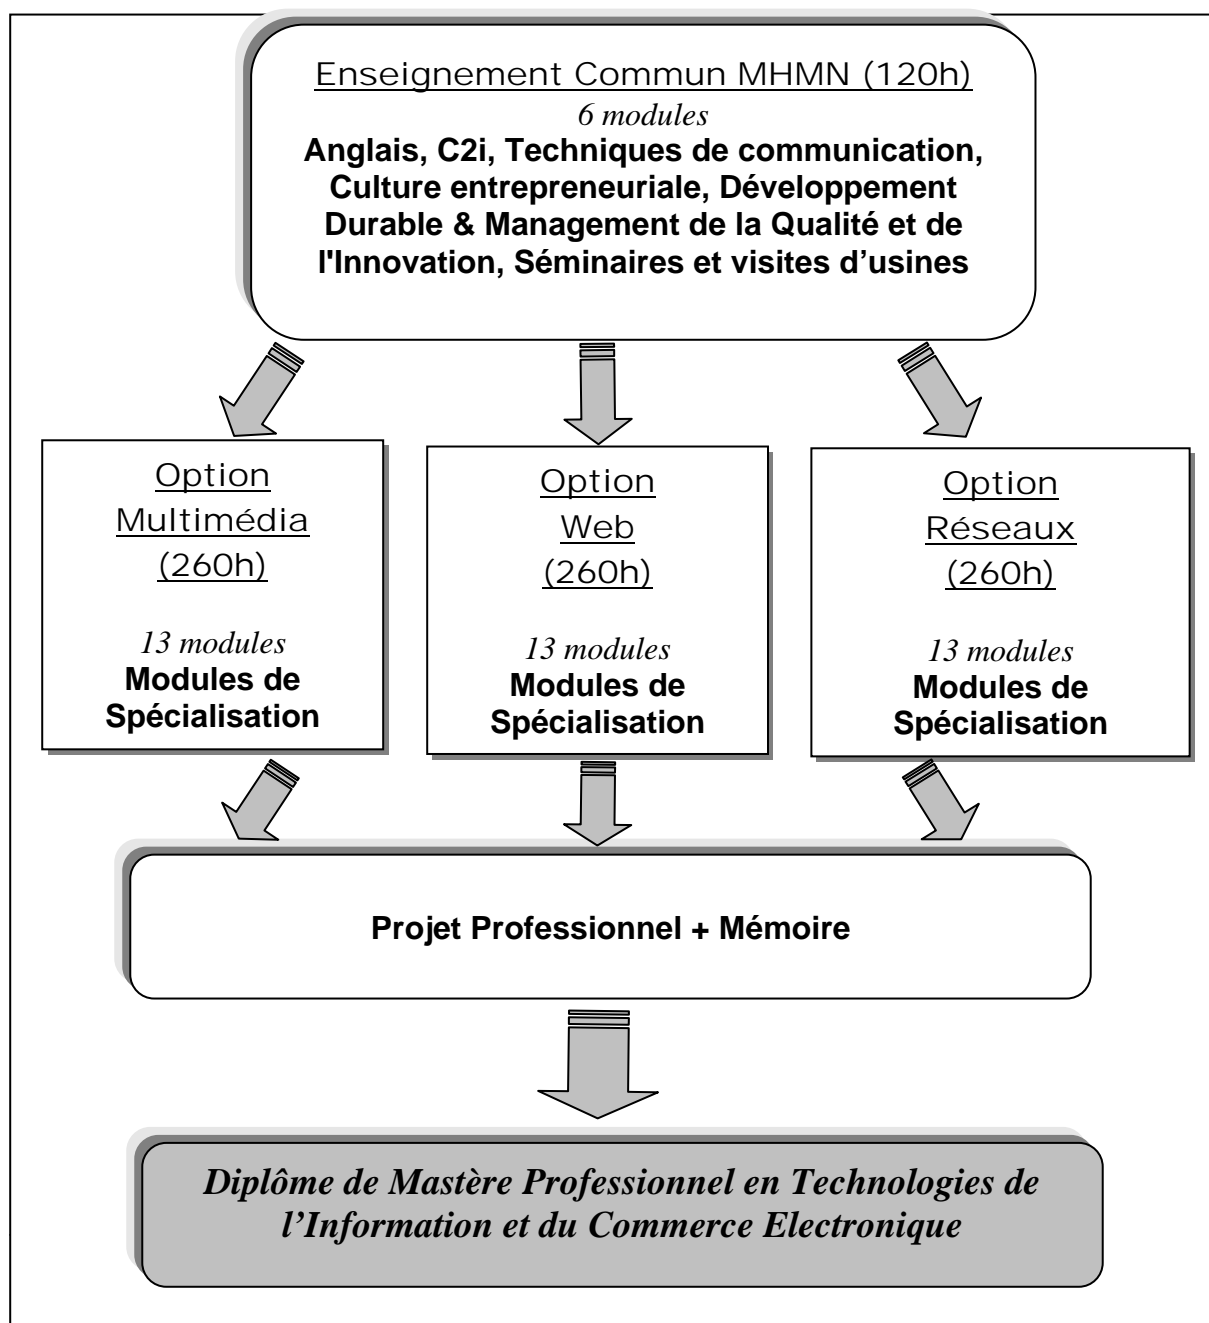 Enseignement Commun MHMN (120h)
6 modules
Anglais, C2i, Techniques de communication,
Culture entrepreneuriale, Développement
Durable & Management de la Qualité et de
l'Innovation, Séminaires et visites d’usines
Option
Multimédia
(260h)
13 modules
Modules de
Spécialisation
Option
Web
(260h)
13 modules
Modules de
Spécialisation
Option
Réseaux
(260h)
13 modules
Modules de
Spécialisation
Projet Professionnel + Mémoire
Diplôme de Mastère Professionnel en Technologies de
l’Information et du Commerce Electronique